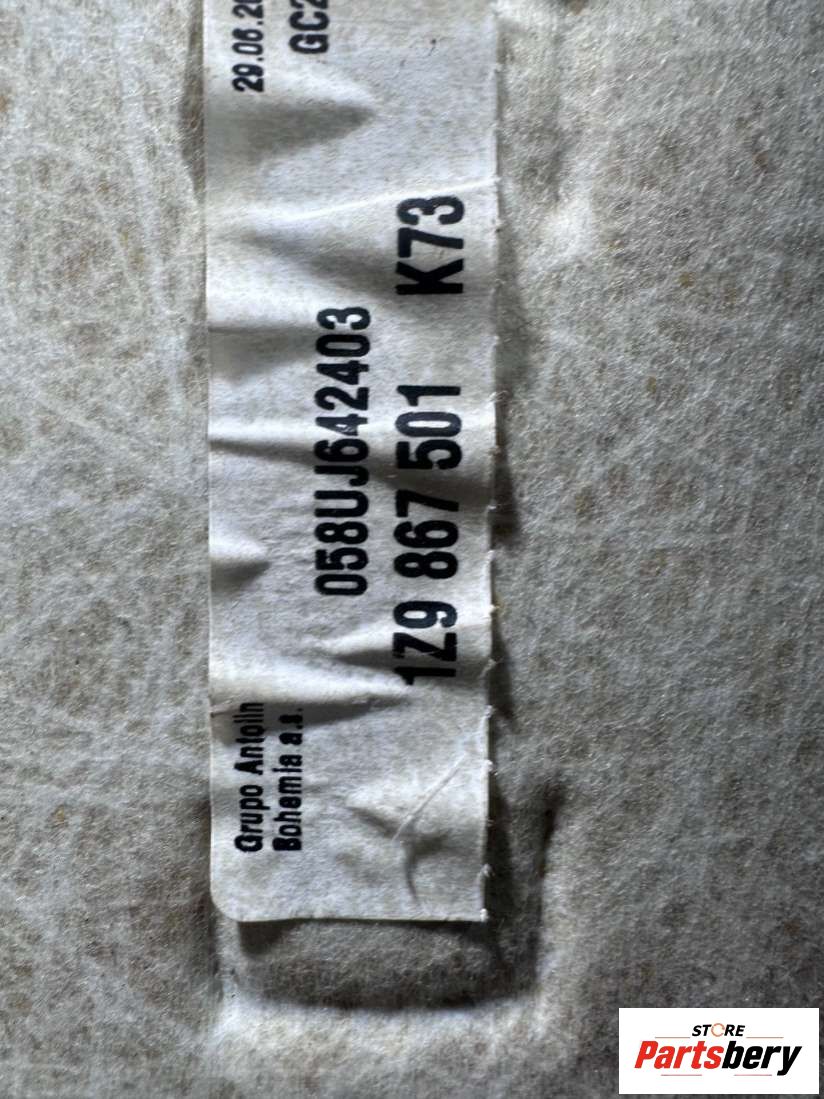 Grupo Antolin
Bohemia a.s.
29.06.20
GC2
058UJ642403
1Z9 867 501 K73
STORE
Partsbery